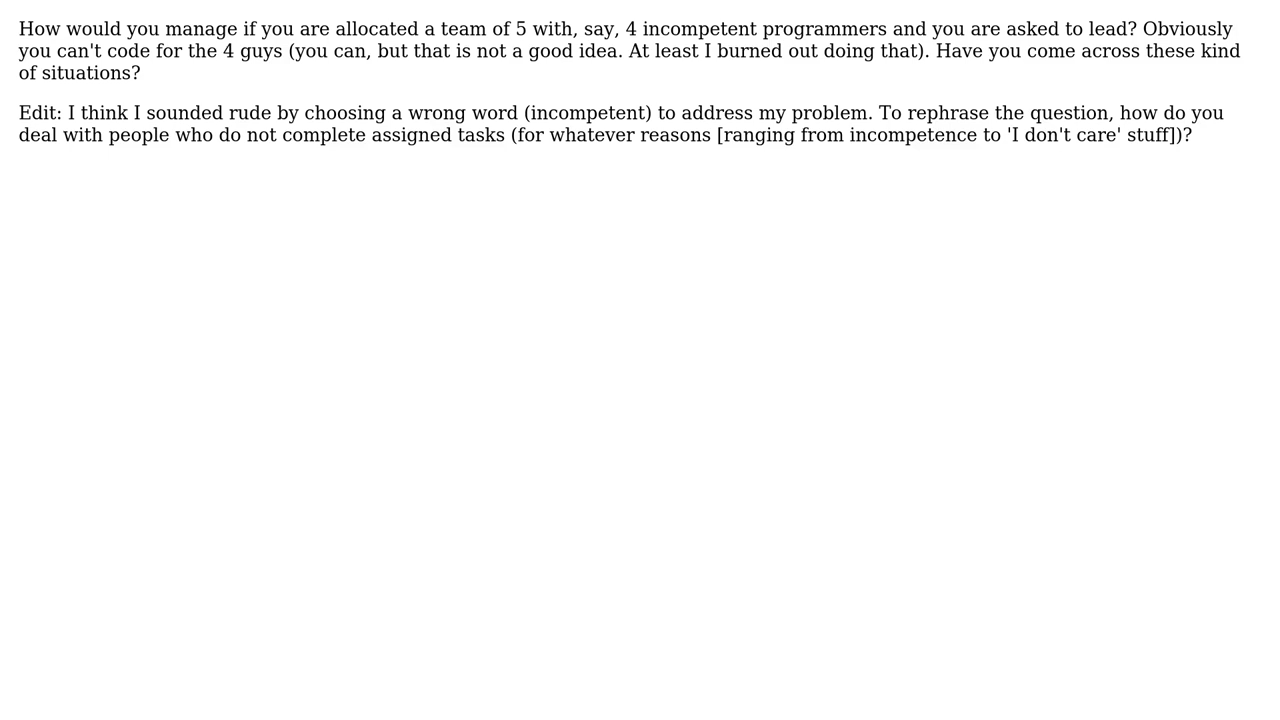 How would you manage if you are allocated a team of 5 with, say, 4 incompetent programmers and you are asked to lead? Obviously
you can't code for the 4 guys (you can, but that is not a good idea. At least I burned out doing that). Have you come across these kind
of situations?
Edit: I think I sounded rude by choosing a wrong word (incompetent) to address my problem. To rephrase the question, how do you
deal with people who do not complete assigned tasks (for whatever reasons [ranging from incompetence to 'I don't care' stuff])?